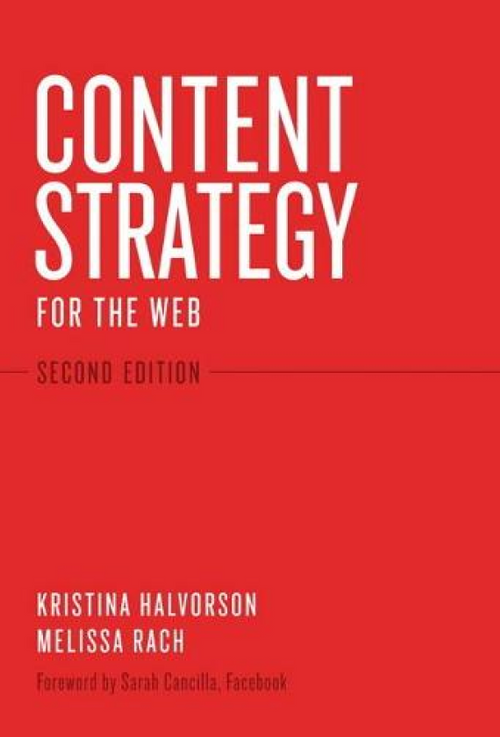 CONTENT
STRATEGY
FOR THE WEB
SECOND EDITION
KRISTINA HALVORSON
MELISSA RACH
Foreword by Sarah Cancilla, Facebook